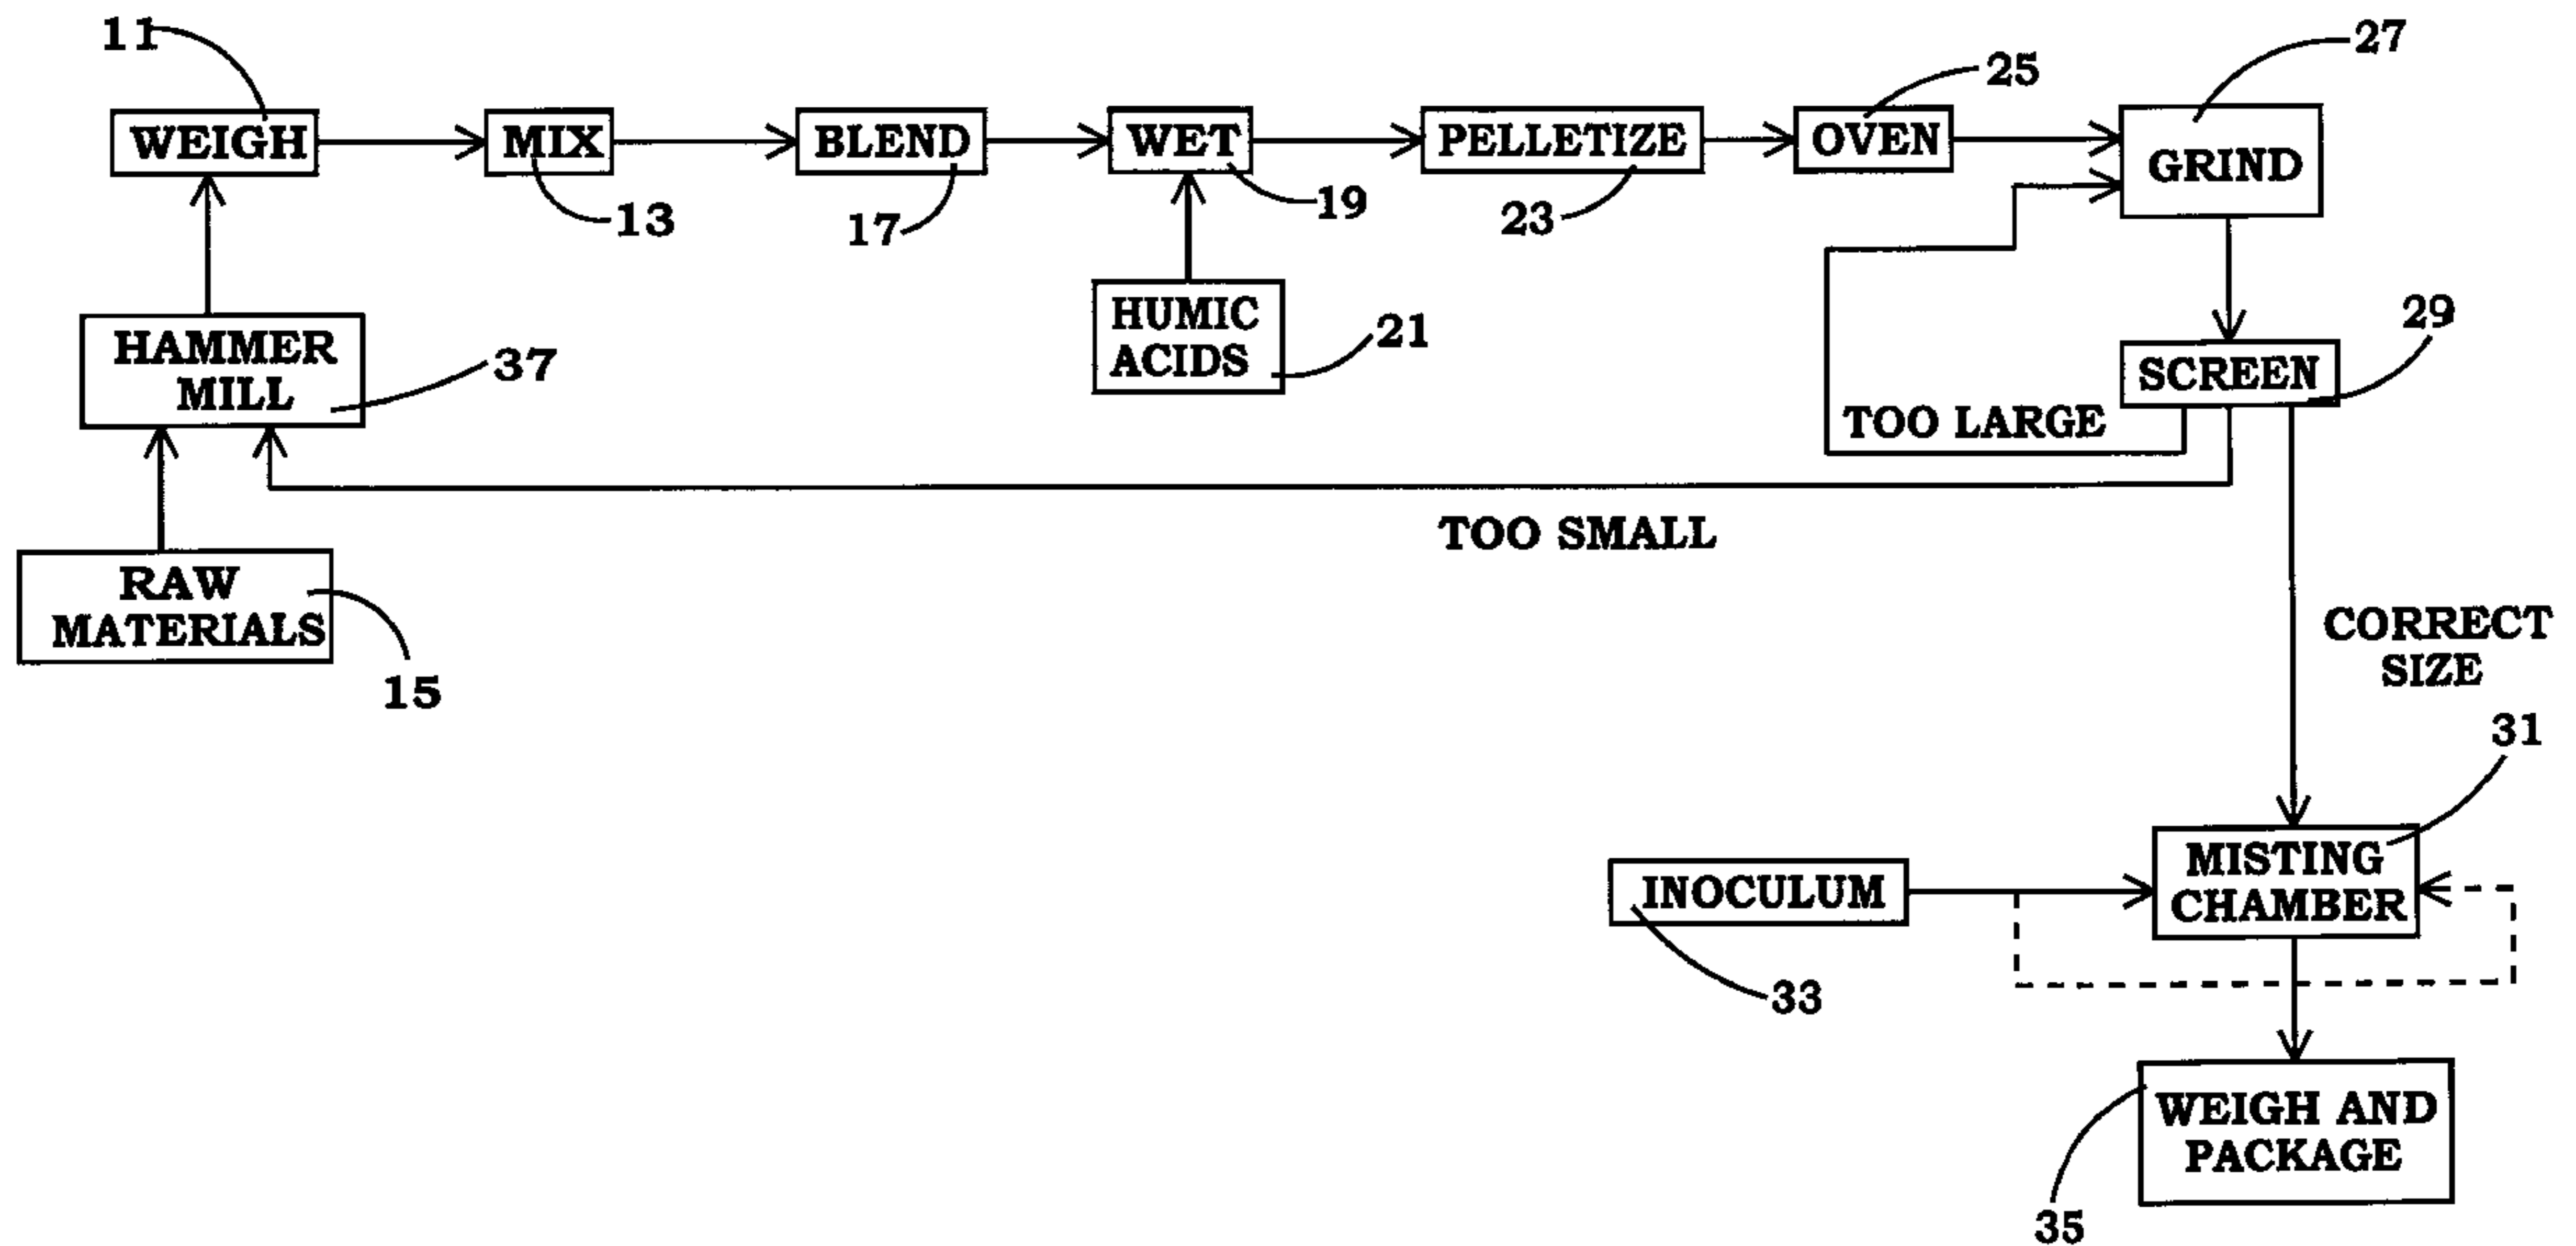 11
27
25
WEIGH
MIX
BLEND
WET
PELLETIZE
OVEN
GRIND
13
17
19
23
HUMIC
ACIDS
21
29
HAMMER
MILL
37
SCREEN
TOO LARGE
TOO SMALL
RAW
MATERIALS
15
CORRECT
SIZE
31
INOCULUM
MISTING
CHAMBER
33
WEIGH AND
PACKAGE
35